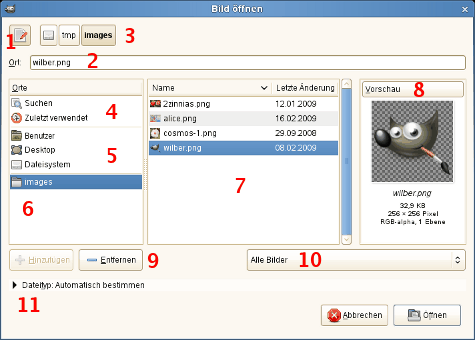 Bild öffnen
1
tmp
images
3
Ort:
wilber.png
2
Orte
Suchen
Zuletzt verwendet
4
Benutzer
Desktop
5
Dateisystem
images
6
Name
Letzte Änderung
2zinnias.png
12.01.2009
alice.png
16.02.2009
cosmos-1.png
29.09.2008
wilber.png
08.02.2009
7
Vorschau
8
wilber.png
32,9 KB
256 × 256 Pixel
RGB-alpha, 1 Ebene
Hinzufügen
Entfernen
9
Alle Bilder
10
Dateityp: Automatisch bestimmen
11
Abbrechen
Öffnen